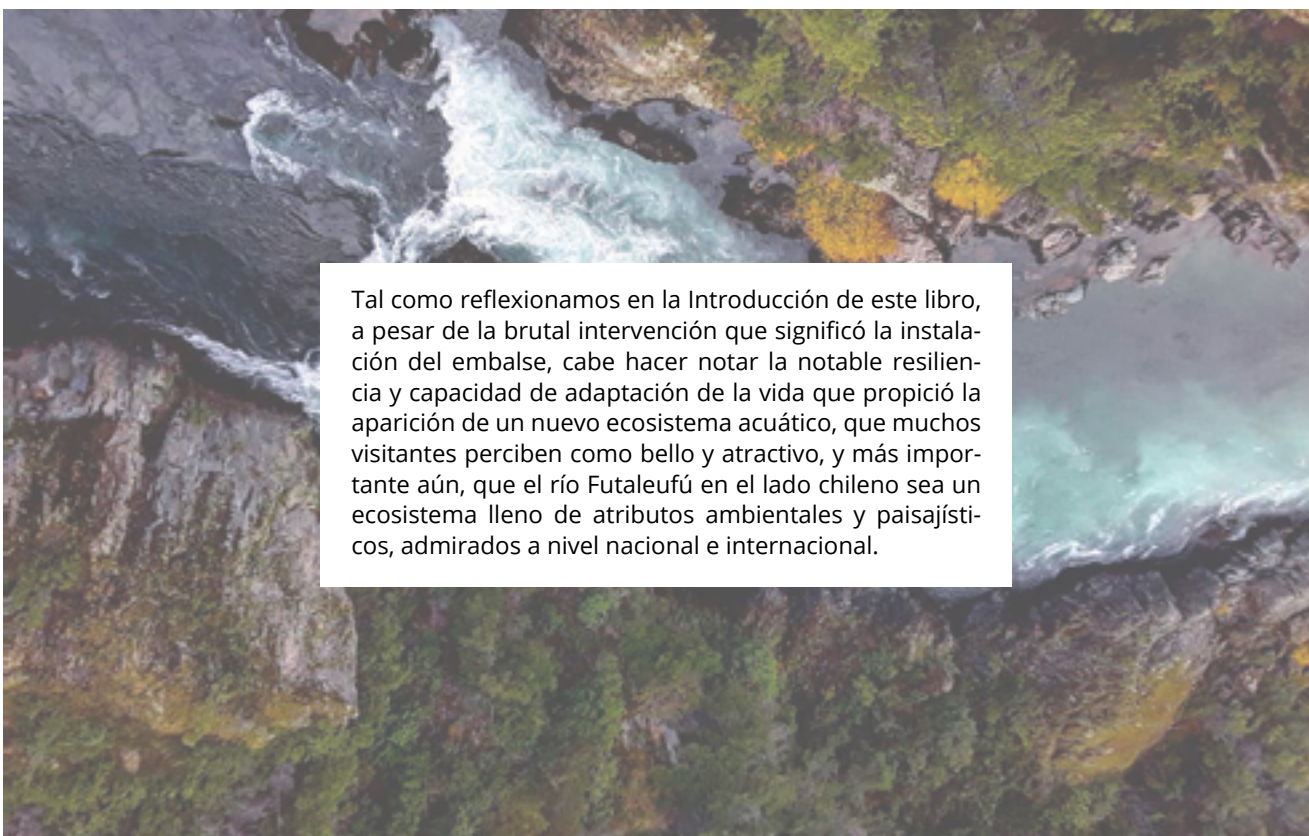 Tal como reflexionamos en la Introducción de este libro,
a pesar de la brutal intervención que significó la instala-
ción del embalse, cabe hacer notar la notable resilien-
cia y capacidad de adaptación de la vida que propició la
aparición de un nuevo ecosistema acuático, que muchos
visitantes perciben como bello y atractivo, y más impor-
tante aún, que el río Futaleufú en el lado chileno sea un
ecosistema lleno de atributos ambientales y paisajísti-
cos, admirados a nivel nacional e internacional.